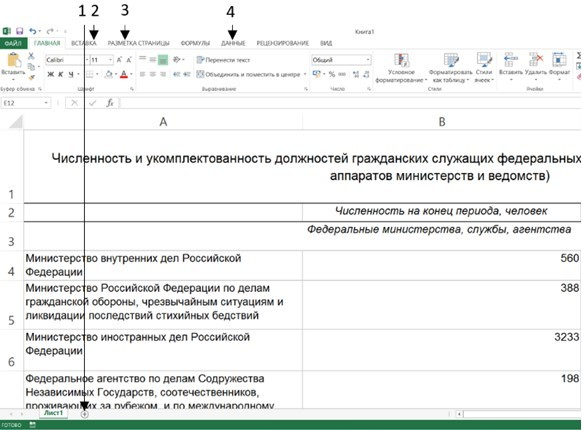 1 2 3 4
Книга1
ФАЙЛ ГЛАВНАЯ ВСТАВКА РАЗМЕТКА СТРАНИЦЫ ФОРМУЛЫ ДАННЫЕ РЕЦЕНЗИРОВАНИЕ ВИД
Calibri 11 Перенести текст Общий
Вставить Ж К Ч Объединить и поместить в центре Условное форматирование Форматировать как таблицу Стили ячеек Вставить Удалить Формат
Буфер обмена Шрифт Выравнивание Число Стили Ячейки
E12 fx
A B
1 Численность и укомплектованность должностей гражданских служащих федеральных
аппаратов министерств и ведомств)
2 Численность на конец периода, человек
3 Федеральные министерства, службы, агентства
4 Министерство внутренних дел Российской
Федерации 560
5 Министерство Российской Федерации по делам
гражданской обороны, чрезвычайным ситуациям и
ликвидации последствий стихийных бедствий 388
6 Министерство иностранных дел Российской
Федерации 3233
Федеральное агентство по делам Содружества
Независимых Государств, соотечественников,
проживающих за рубежом, и по международному 198
Лист1
ГОТОВО